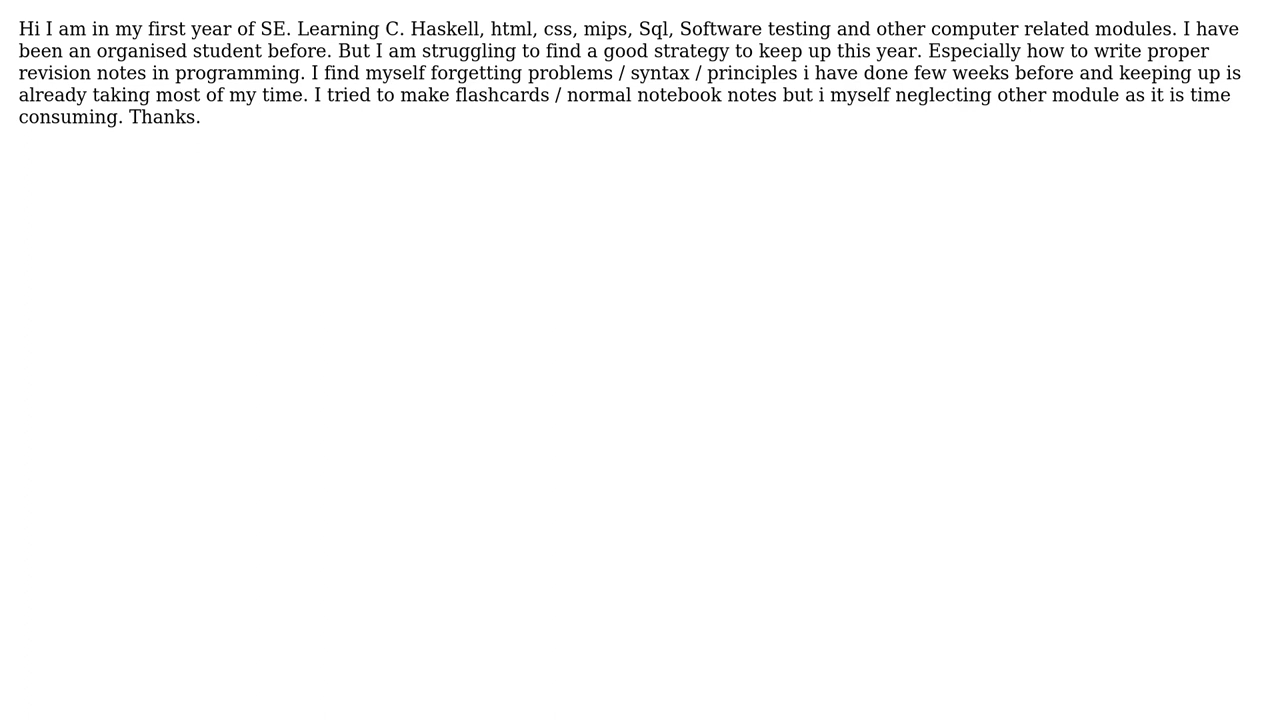 Hi I am in my first year of SE. Learning C. Haskell, html, css, mips, Sql, Software testing and other computer related modules. I have
been an organised student before. But I am struggling to find a good strategy to keep up this year. Especially how to write proper
revision notes in programming. I find myself forgetting problems / syntax / principles i have done few weeks before and keeping up is
already taking most of my time. I tried to make flashcards / normal notebook notes but i myself neglecting other module as it is time
consuming. Thanks.